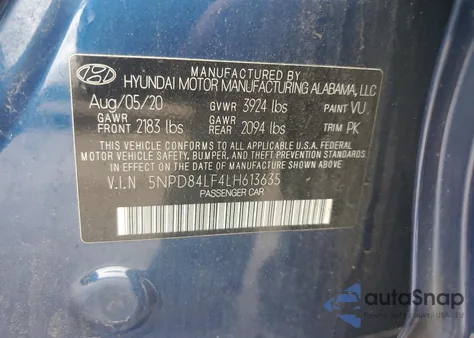 MANUFACTURED BY
HYUNDAI MOTOR MANUFACTURING ALABAMA, LLC
Aug/05/20 GVWR 3924 lbs PAINT VU
GAWR FRONT 2183 lbs GAWR REAR 2094 lbs TRIM PK
THIS VEHICLE CONFORMS TO ALL APPLICABLE U.S. FEDERAL
MOTOR VEHICLE SAFETY, BUMPER, AND THEFT PREVENTION STANDARDS
IN EFFECT ON THE DATE OF MANUFACTURE SHOWN ABOVE.
V.I.N 5NPD84LF4LH613635
PASSENGER CAR
autoSnap